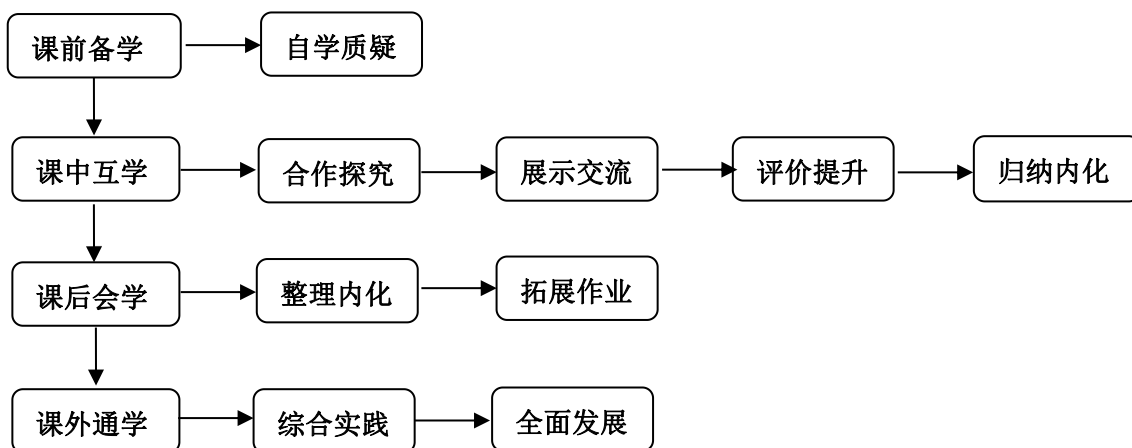 课前备学 自学质疑
课中互学 合作探究 展示交流 评价提升 归纳内化
课后会学 整理内化 拓展作业
课外通学 综合实践 全面发展